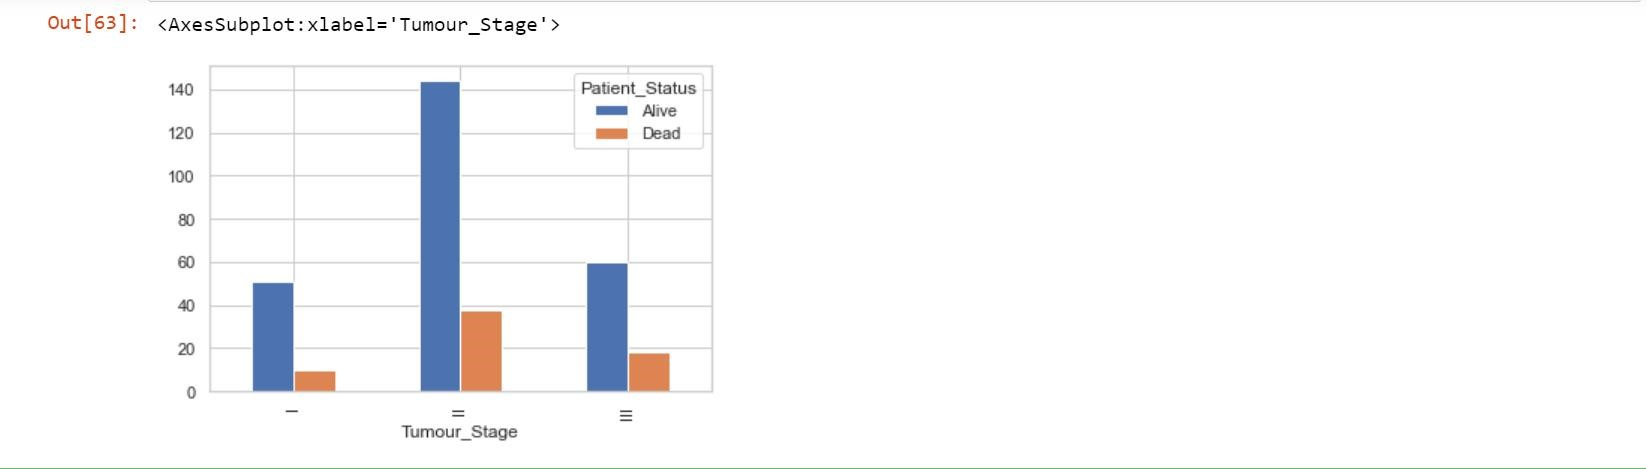 Out[63]: <AxesSubplot:xlabel='Tumour_Stage'>
Patient_Status
Alive
Dead
140
120
100
80
60
40
20
0
I
II
III
Tumour_Stage